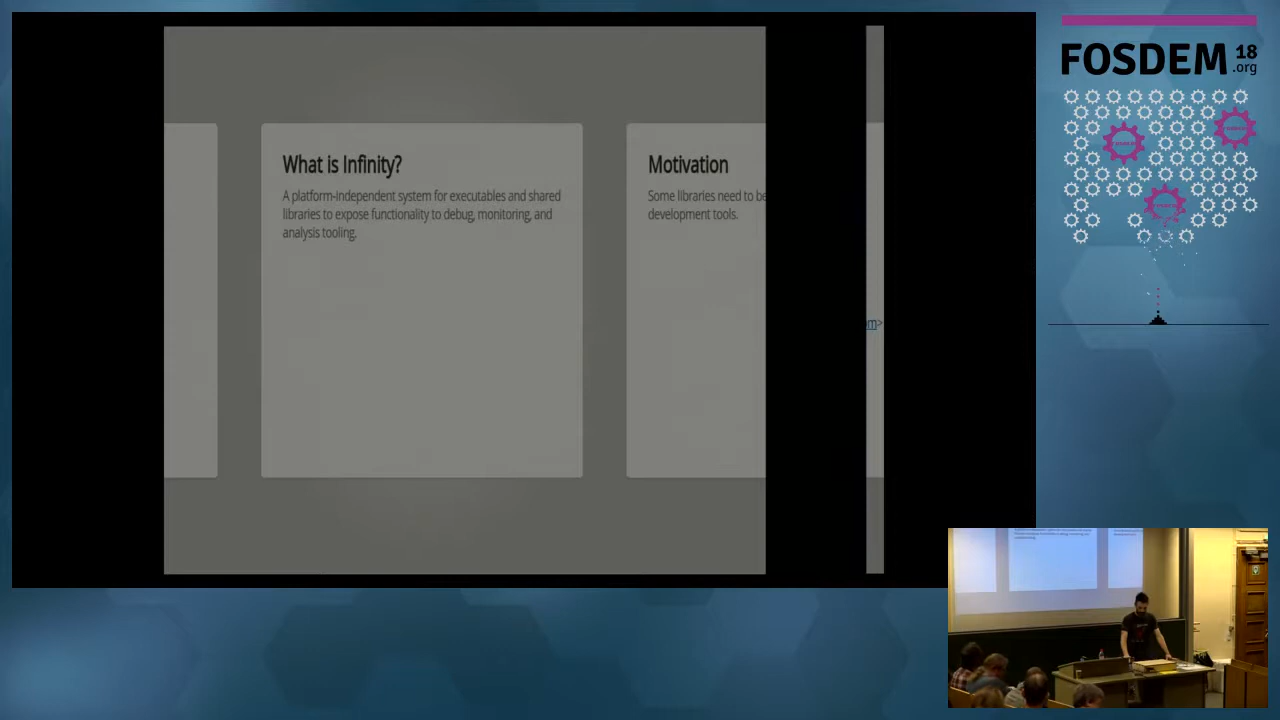 What is Infinity?
A platform-independent system for executables and shared
libraries to expose functionality to debug, monitoring, and
analysis tooling.
Motivation
Some libraries need to be
development tools.
om>
FOSDEM 18
.org